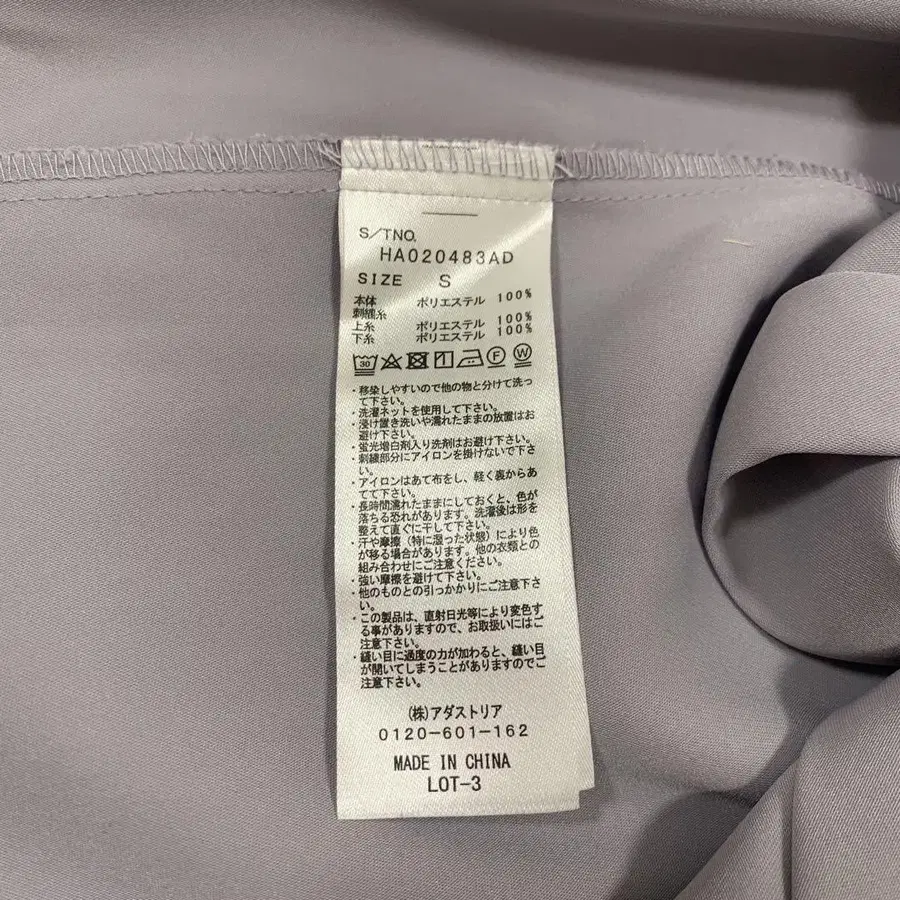 S/TNO.
HA020483AD
SIZE S
本体 ポリエステル 100%
刺繍糸
上糸 ポリエステル 100%
下糸 ポリエステル 100%
30 F W
・移染しやすいので他の物と分けて洗っ
て下さい。
・洗濯ネットを使用して下さい。
・浸け置き洗いや濡れたままの放置はお
避け下さい。
・蛍光増白剤入り洗剤はお避け下さい。
・刺繍部分にアイロンを掛けないで下さ
い。
・アイロンはあて布をし、軽く裏からあ
てて下さい。
・長時間濡れたままにしておくと、色が
落ちる恐れがあります。洗濯後は形を
整えて直ぐに干して下さい。
・汗や摩擦（特に湿った状態）により色
が移る場合があります。他の衣類との
組み合わせにご注意ください。
・強い摩擦を避けて下さい。
・他のものとの引っかかりにご注意下さ
い。
・この製品は、直射日光等により変色す
る事がありますので、お取扱いにはご
注意下さい。
・縫い目に過度の力が加わると、縫い目
が開いてしまうことがありますのでご
注意下さい。
(株)アダストリア
0120-601-162
MADE IN CHINA
LOT-3